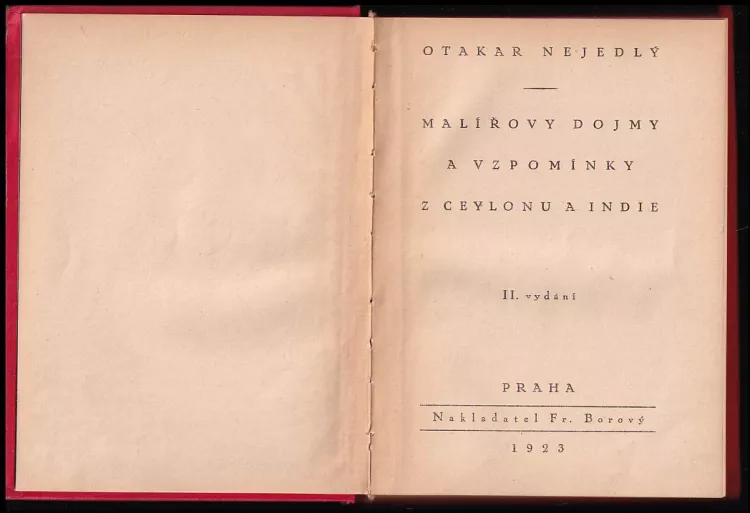 OTAKAR NEJEDLÝ
MALÍŘOVY DOJMY
A VZPOMÍNKY
Z CEYLONU A INDIE
II. vydání
PRAHA
Nakladatel Fr. Borový
1923